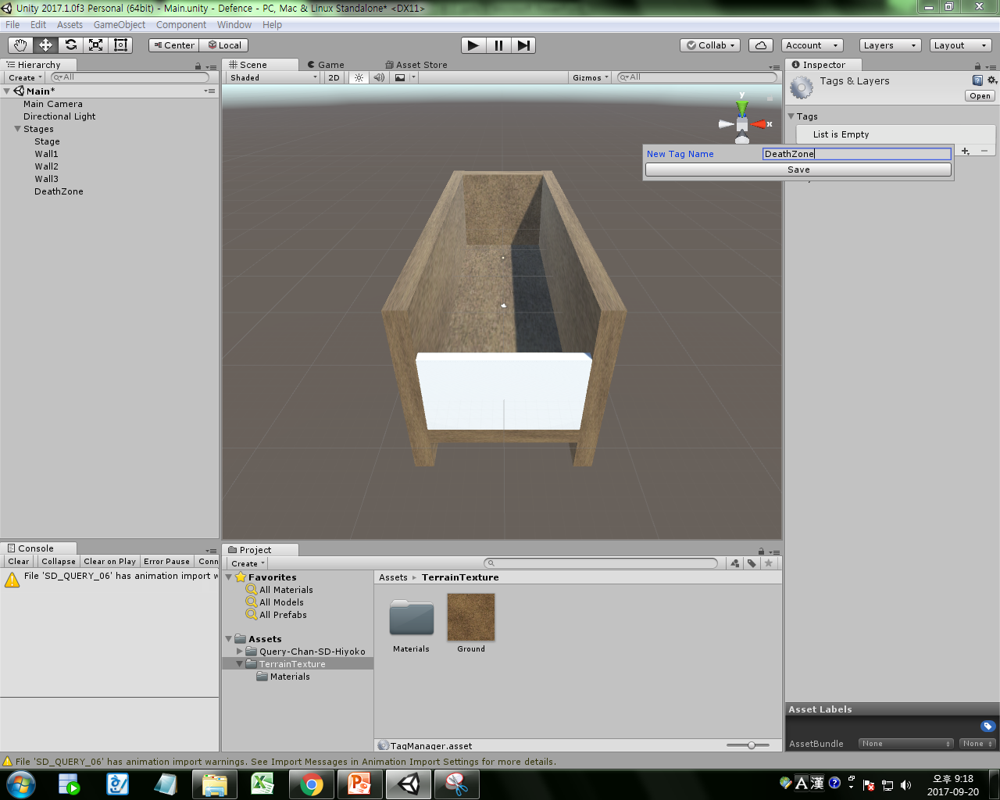 Unity 2017.1.0f3 Personal (64bit) - Main.unity - Defence - PC, Mac & Linux Standalone* <DX11>
File Edit Assets GameObject Component Window Help
Center Local Collab Account Layers Layout
Hierarchy
Create All
Main*
Main Camera
Directional Light
Stages
Stage
Wall1
Wall2
Wall3
DeathZone
Scene Game Asset Store
Shaded 2D Gizmos All
y
x
Inspector
Tags & Layers
Open
Tags
List is Empty
New Tag Name DeathZone
Save
Console
Clear Collapse Clear on Play Error Pause Conn
File 'SD_QUERY_06' has animation import w
Project
Create
Favorites
All Materials
All Models
All Prefabs
Assets
Query-Chan-SD-Hiyoko
TerrainTexture
Materials
Assets TerrainTexture
Materials Ground
TagManager.asset
Asset Labels
AssetBundle None None
File 'SD_QUERY_06' has animation import warnings. See Import Messages in Animation Import Settings for more details.
A 漢
오후 9:18
2017-09-20